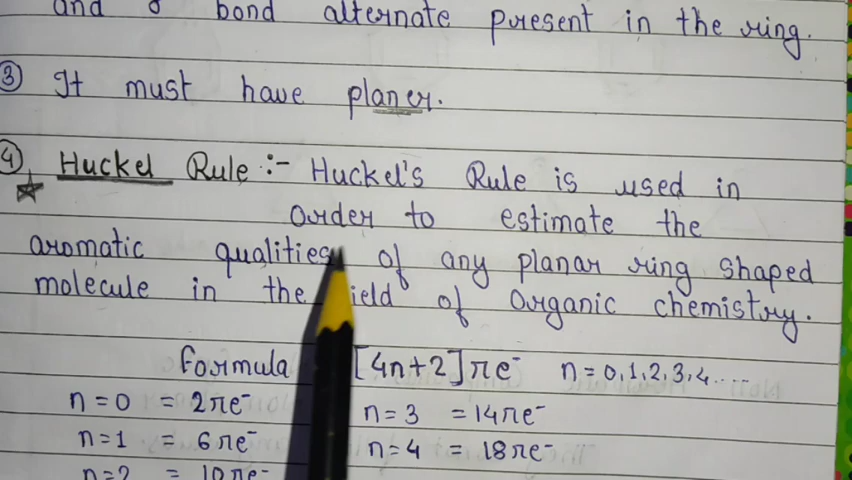 and σ bond alternate present in the ring.
③ It must have planer.
④ Huckel Rule :- Huckel's Rule is used in
order to estimate the
aromatic qualities of any planar ring shaped
molecule in the ield of organic chemistry.
Formula [4n+2]πe⁻ n=0,1,2,3,4....
n=0 = 2πe⁻ n=3 = 14πe⁻
n=1 = 6πe⁻ n=4 = 18πe⁻
n=2 = 10πe⁻